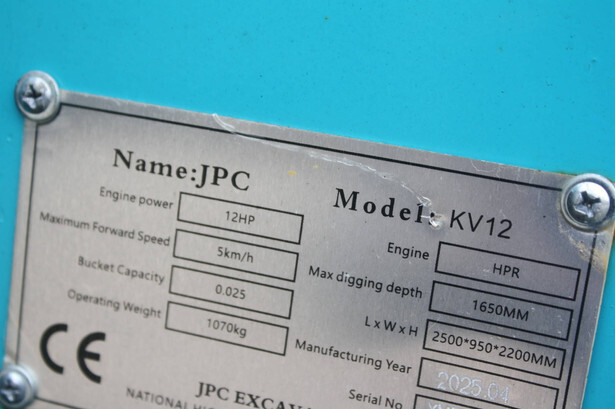 Name:JPC
Model: KV12
Engine power 12HP
Engine HPR
Maximum Forward Speed 5km/h
Max digging depth 1650MM
Bucket Capacity 0.025
L x W x H 2500*950*2200MM
Operating Weight 1070kg
Manufacturing Year 2025.04
Serial No
CE
JPC